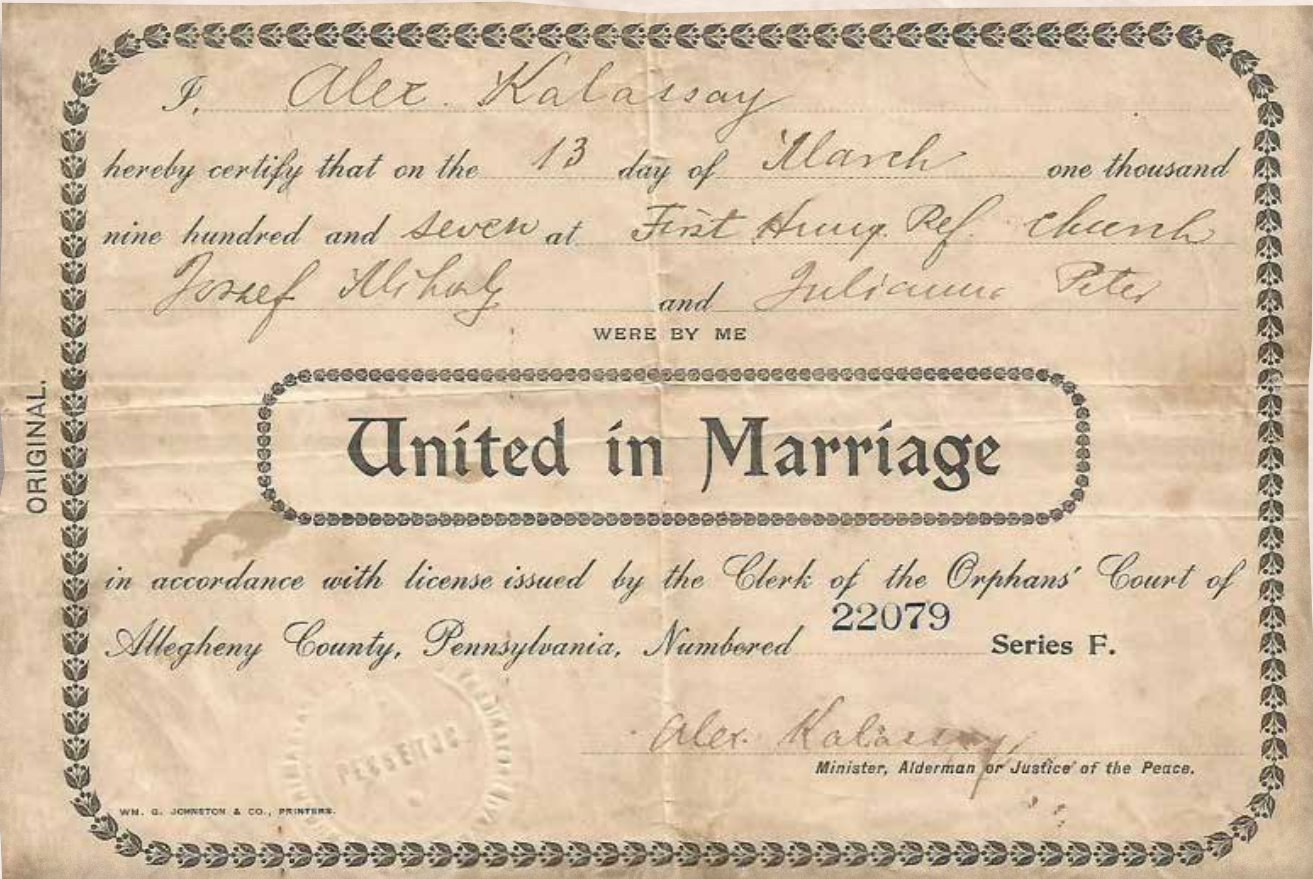 I, Alex. Kalassay
hereby certify that on the 13 day of March one thousand
nine hundred and seven at First Hung. Ref. church
Jozsef Mihaly and Julianna Peter
WERE BY ME
United in Marriage
in accordance with license issued by the Clerk of the Orphans' Court of
Allegheny County, Pennsylvania, Numbered 22079 Series F.
Alex. Kalassay
Minister, Alderman or Justice of the Peace.
WM. G. JOHNSTON & CO., PRINTERS.
ORIGINAL.